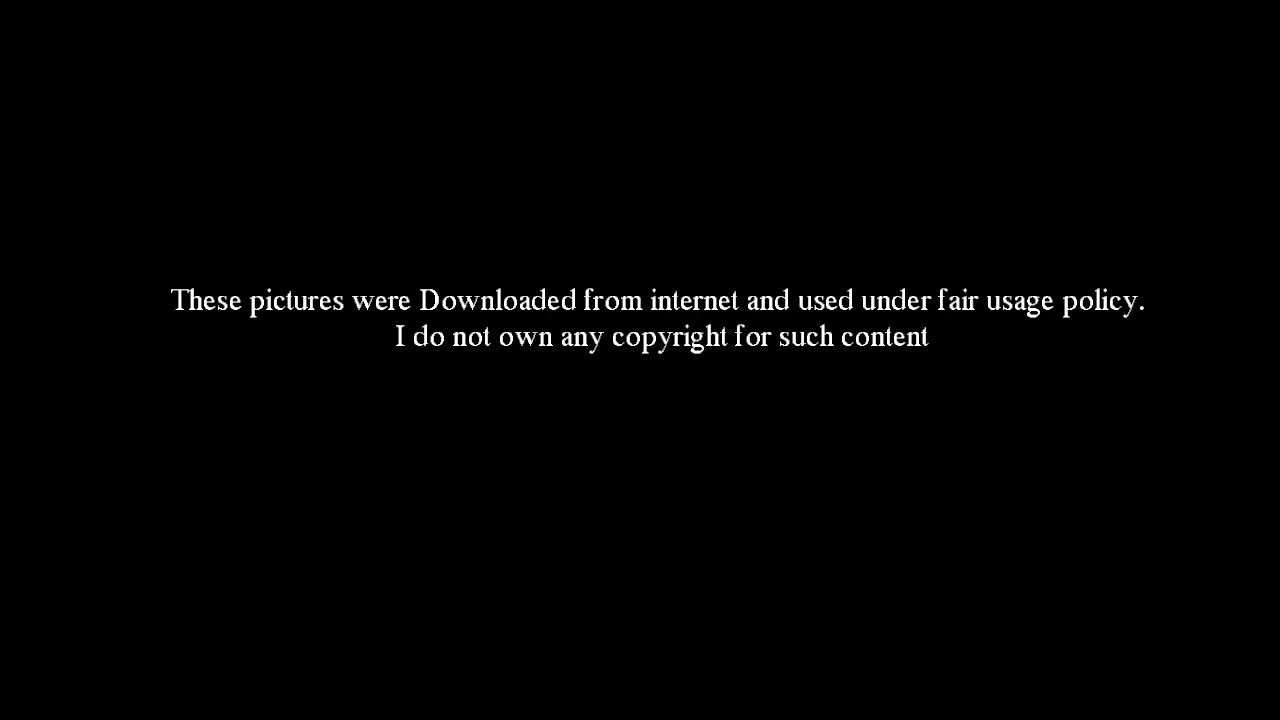 These pictures were Downloaded from internet and used under fair usage policy.
I do not own any copyright for such content